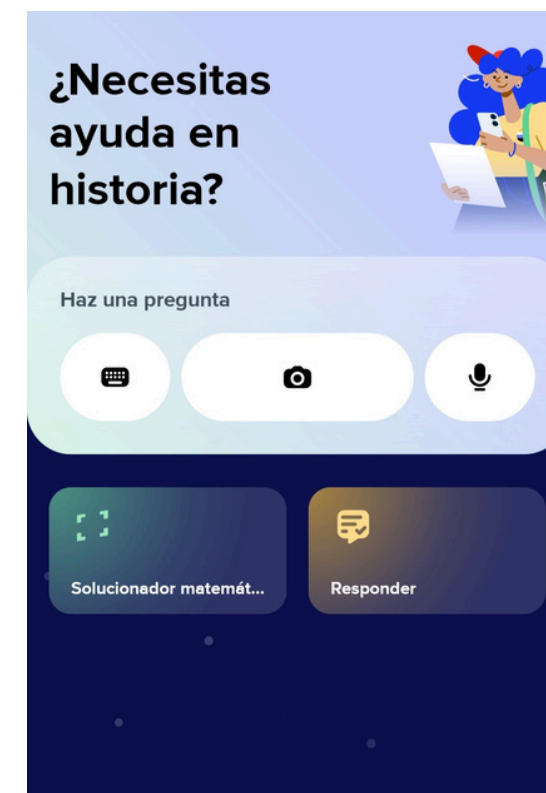 ¿Necesitas
ayuda en
historia?
Haz una pregunta
Solucionador matemát...
Responder